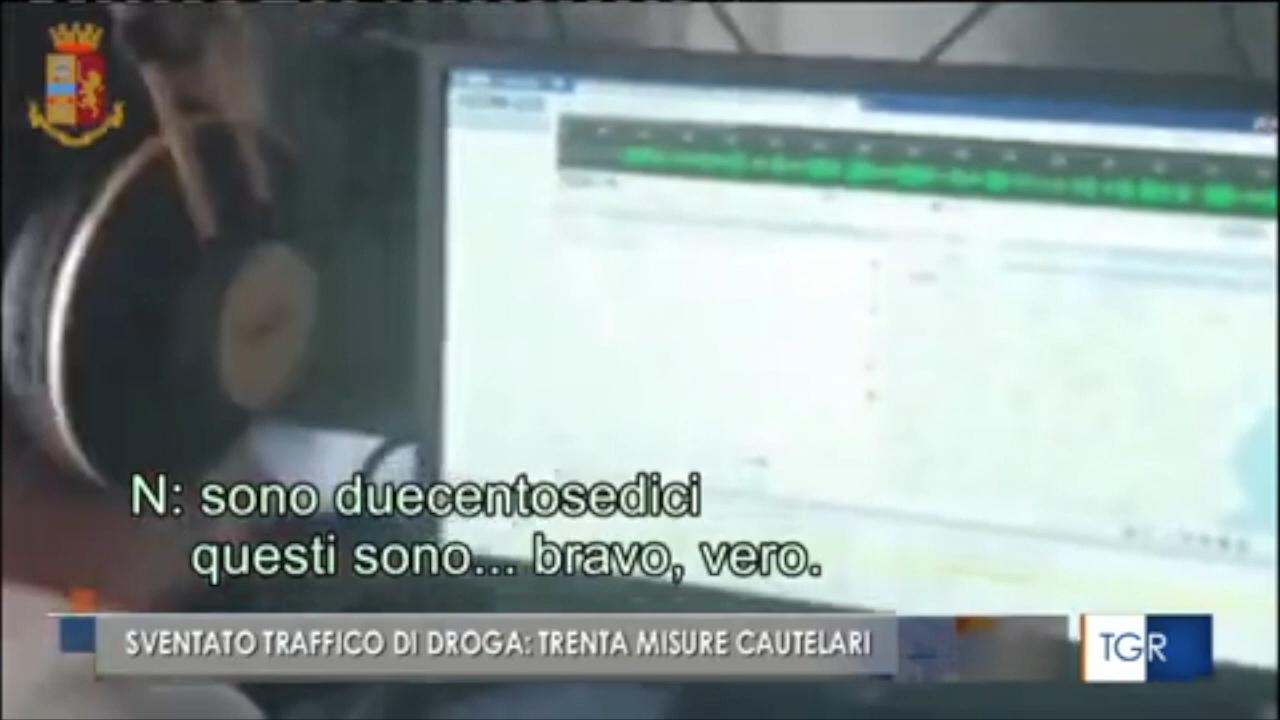 N: sono duecentosedici
questi sono... bravo, vero.
SVENTATO TRAFFICO DI DROGA: TRENTA MISURE CAUTELARI
TGR